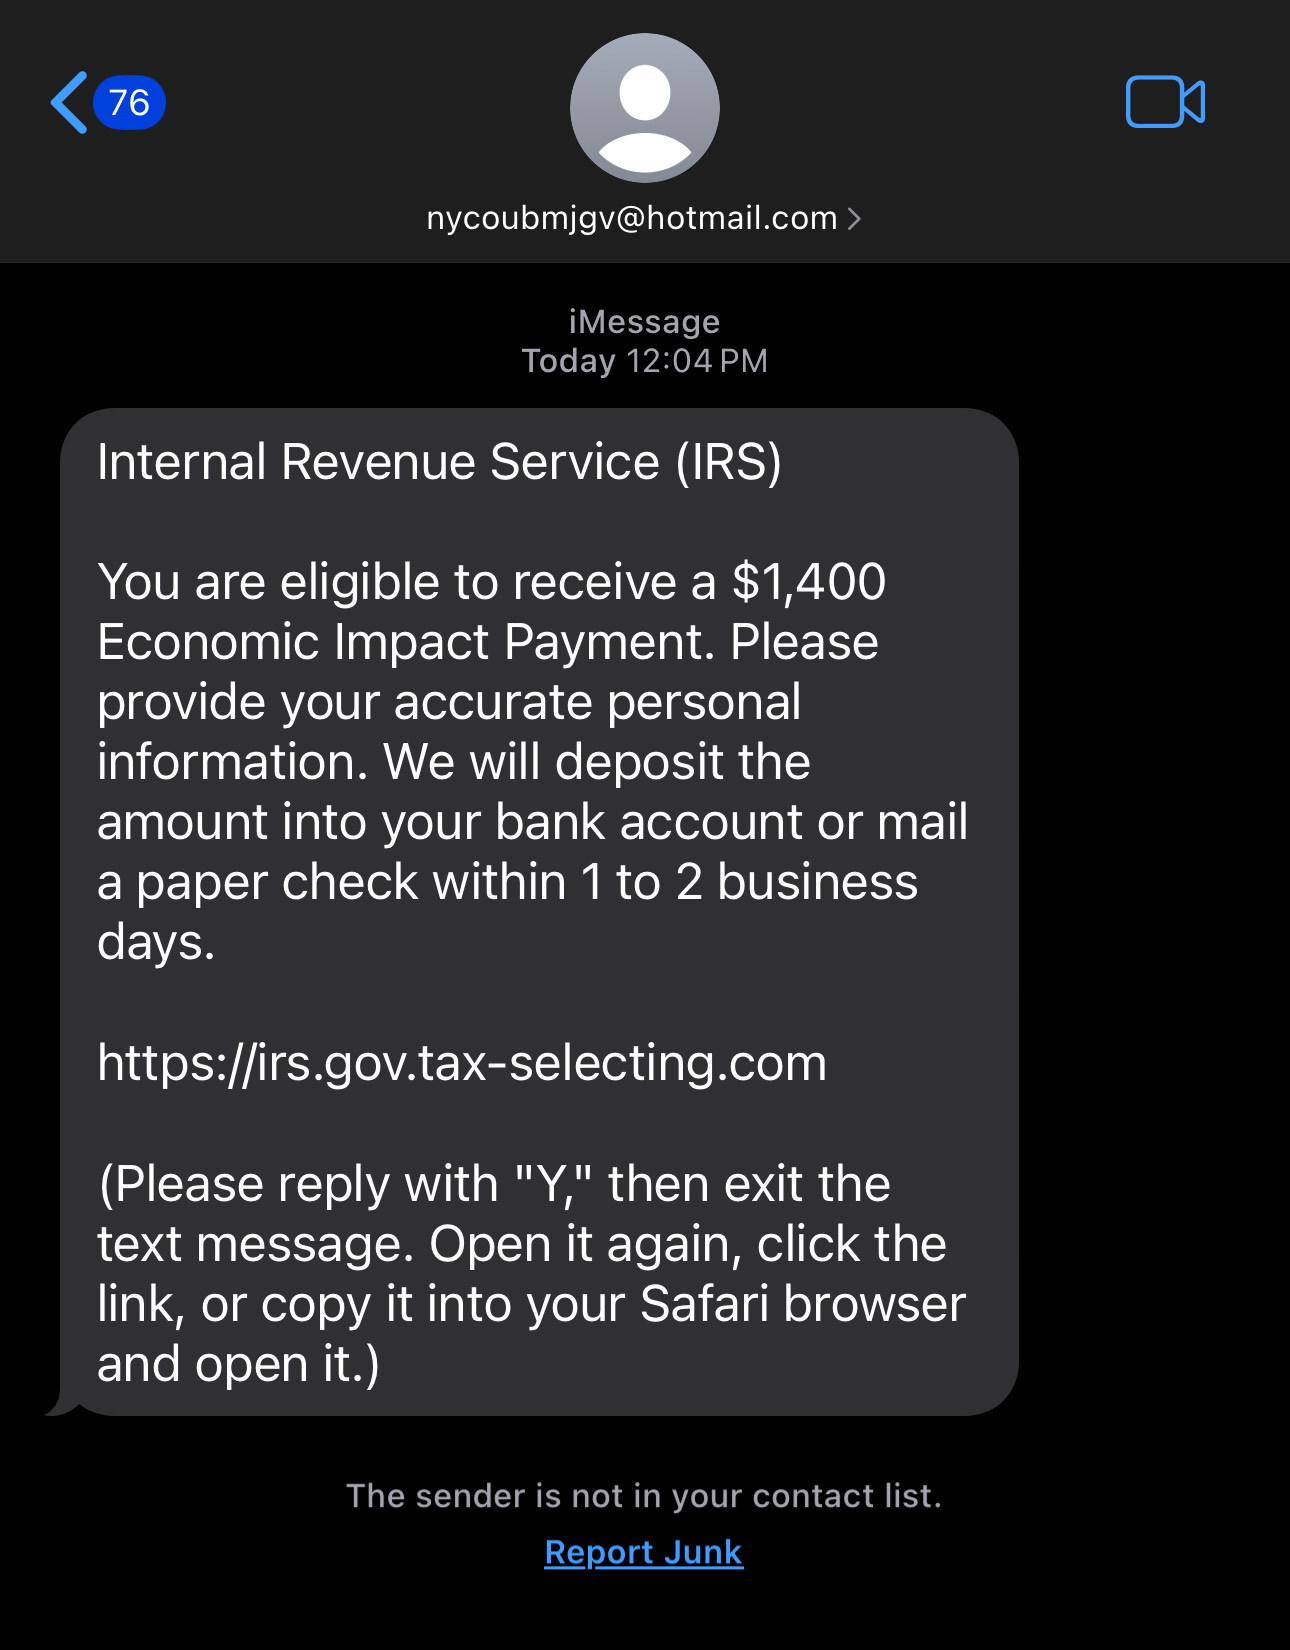 76
nycoubmjgv@hotmail.com
iMessage
Today 12:04 PM
Internal Revenue Service (IRS)
You are eligible to receive a $1,400
Economic Impact Payment. Please
provide your accurate personal
information. We will deposit the
amount into your bank account or mail
a paper check within 1 to 2 business
days.
https://irs.gov.tax-selecting.com
(Please reply with "Y," then exit the
text message. Open it again, click the
link, or copy it into your Safari browser
and open it.)
The sender is not in your contact list.
Report Junk